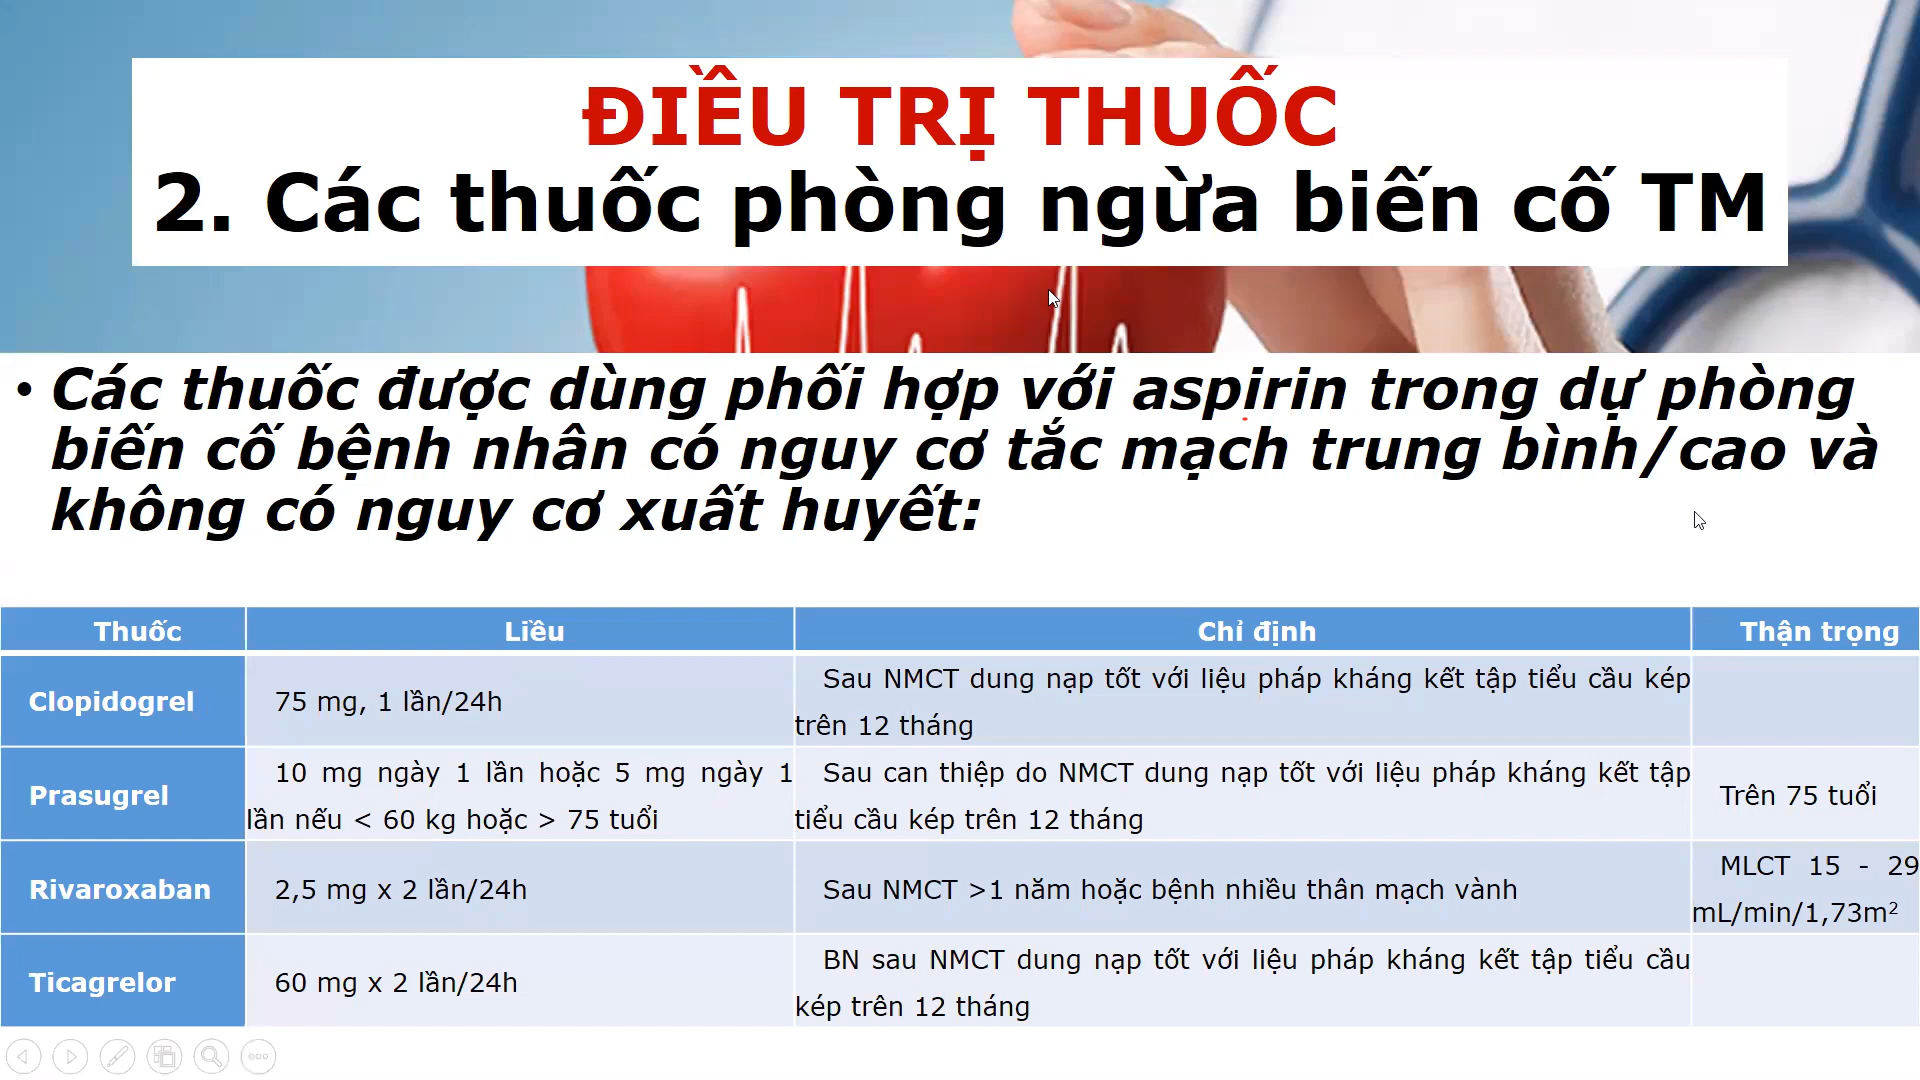 ĐIỀU TRỊ THUỐC
2. Các thuốc phòng ngừa biến cố TM
• Các thuốc được dùng phối hợp với aspirin trong dự phòng
biến cố bệnh nhân có nguy cơ tắc mạch trung bình/cao và
không có nguy cơ xuất huyết:
Thuốc Liều Chỉ định Thận trọng
Clopidogrel
75 mg, 1 lần/24h
Sau NMCT dung nạp tốt với liệu pháp kháng kết tập tiểu cầu kép
trên 12 tháng
Prasugrel
10 mg ngày 1 lần hoặc 5 mg ngày 1
lần nếu < 60 kg hoặc > 75 tuổi
Sau can thiệp do NMCT dung nạp tốt với liệu pháp kháng kết tập
tiểu cầu kép trên 12 tháng
Trên 75 tuổi
Rivaroxaban
2,5 mg x 2 lần/24h
Sau NMCT >1 năm hoặc bệnh nhiều thân mạch vành
MLCT 15 - 29
mL/min/1,73m²
Ticagrelor
60 mg x 2 lần/24h
BN sau NMCT dung nạp tốt với liệu pháp kháng kết tập tiểu cầu
kép trên 12 tháng